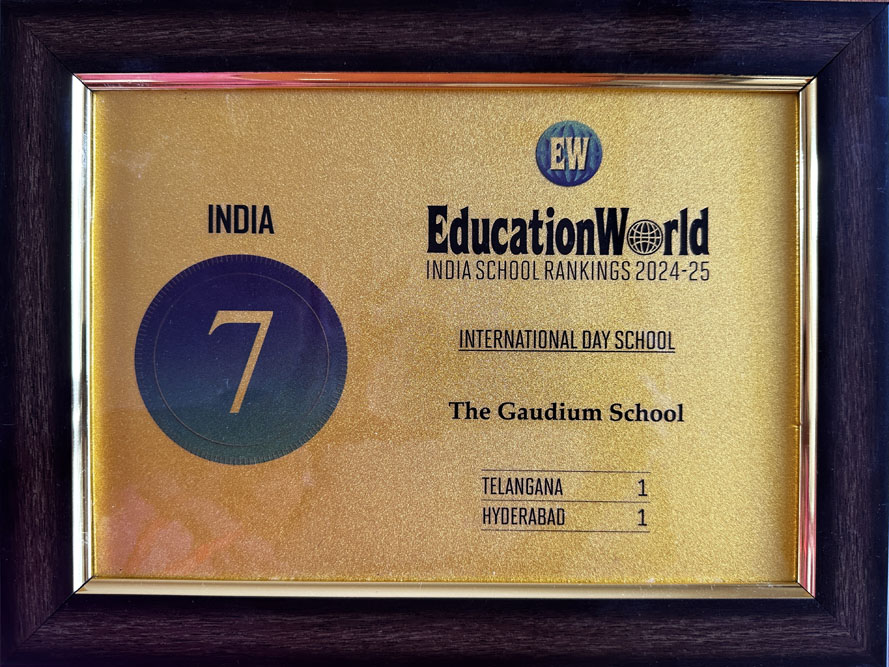 INDIA
7
EW
EducationWorld
INDIA SCHOOL RANKINGS 2024-25
INTERNATIONAL DAY SCHOOL
The Gaudium School
TELANGANA 1
HYDERABAD 1